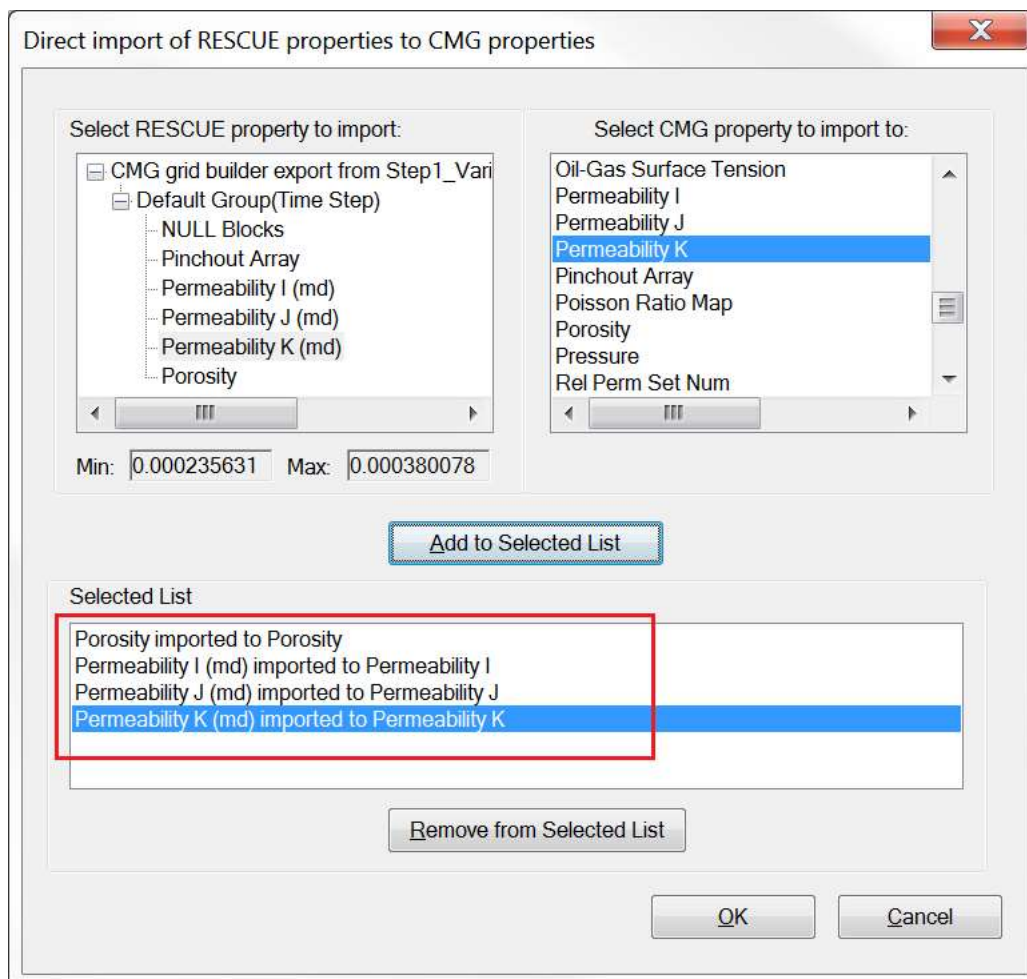 Direct import of RESCUE properties to CMG properties
Select RESCUE property to import:
CMG grid builder export from Step1_Vari
Default Group(Time Step)
NULL Blocks
Pinchout Array
Permeability I (md)
Permeability J (md)
Permeability K (md)
Porosity
Min: 0.000235631 Max: 0.000380078
Select CMG property to import to:
Oil-Gas Surface Tension
Permeability I
Permeability J
Permeability K
Pinchout Array
Poisson Ratio Map
Porosity
Pressure
Rel Perm Set Num
Add to Selected List
Selected List
Porosity imported to Porosity
Permeability I (md) imported to Permeability I
Permeability J (md) imported to Permeability J
Permeability K (md) imported to Permeability K
Remove from Selected List
OK Cancel